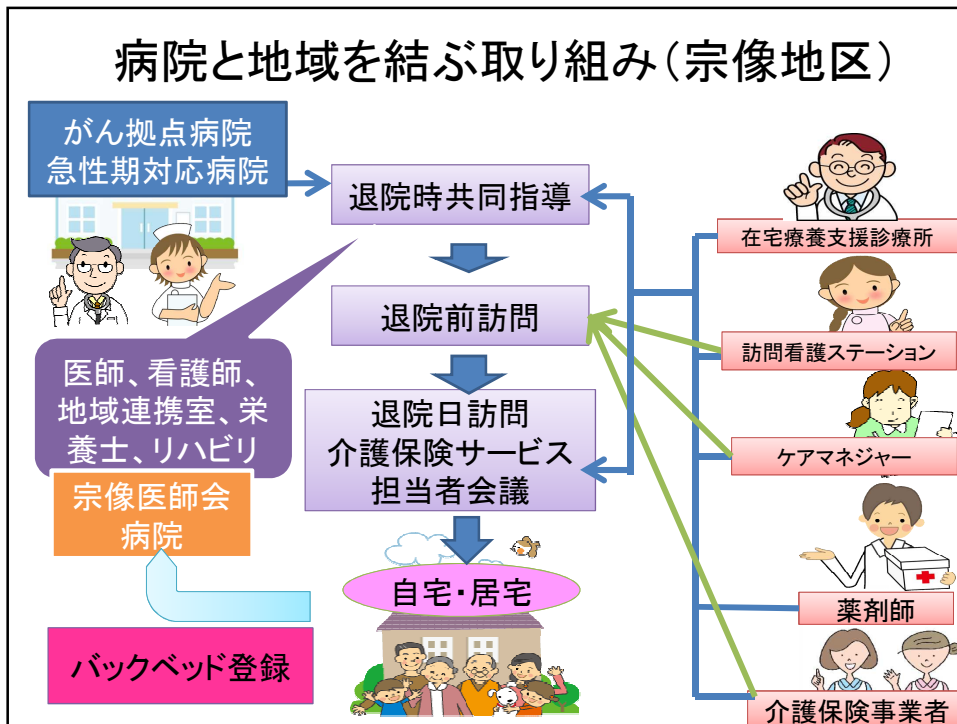 病院と地域を結ぶ取り組み（宗像地区）
がん拠点病院
急性期対応病院
退院時共同指導
在宅療養支援診療所
退院前訪問
訪問看護ステーション
医師、看護師、
地域連携室、栄
養士、リハビリ
退院日訪問
介護保険サービス
担当者会議
ケアマネジャー
宗像医師会
病院
自宅・居宅
薬剤師
バックベッド登録
介護保険事業者